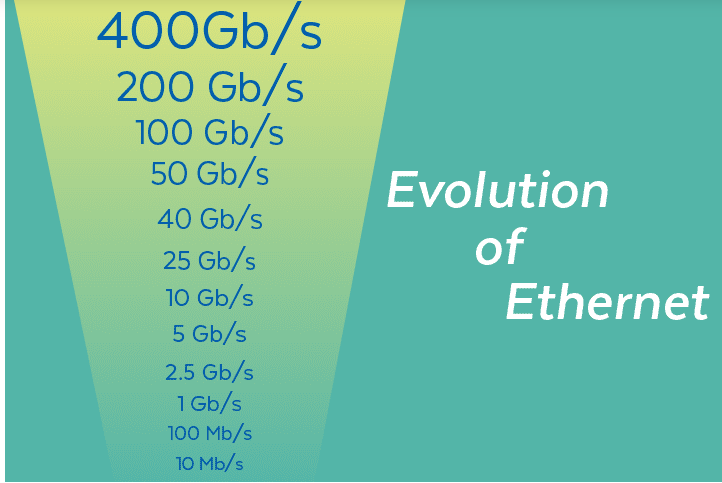 400Gb/s
200 Gb/s
100 Gb/s
50 Gb/s
40 Gb/s
25 Gb/s
10 Gb/s
5 Gb/s
2.5 Gb/s
1 Gb/s
100 Mb/s
10 Mb/s
Evolution
of
Ethernet